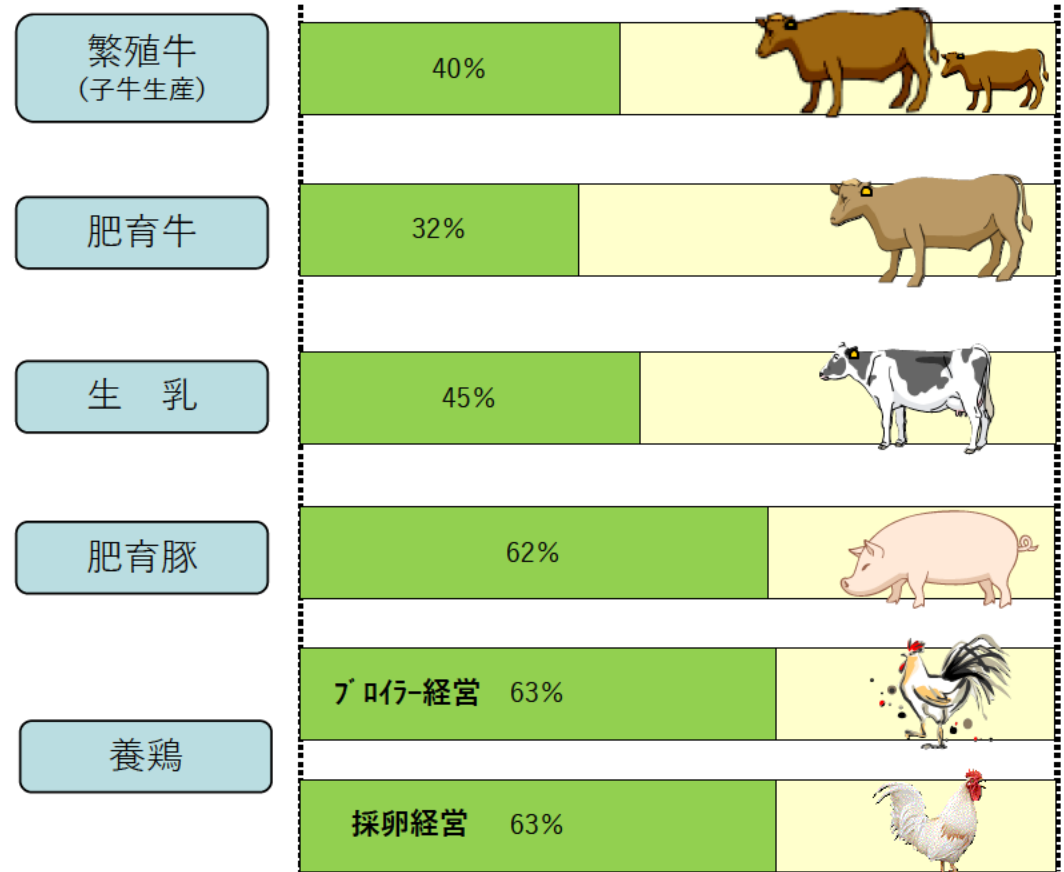 繁殖牛
(子牛生産)
40%
肥育牛
32%
生　乳
45%
肥育豚
62%
養鶏
ﾌﾞﾛｲﾗｰ経営 63%
採卵経営 63%